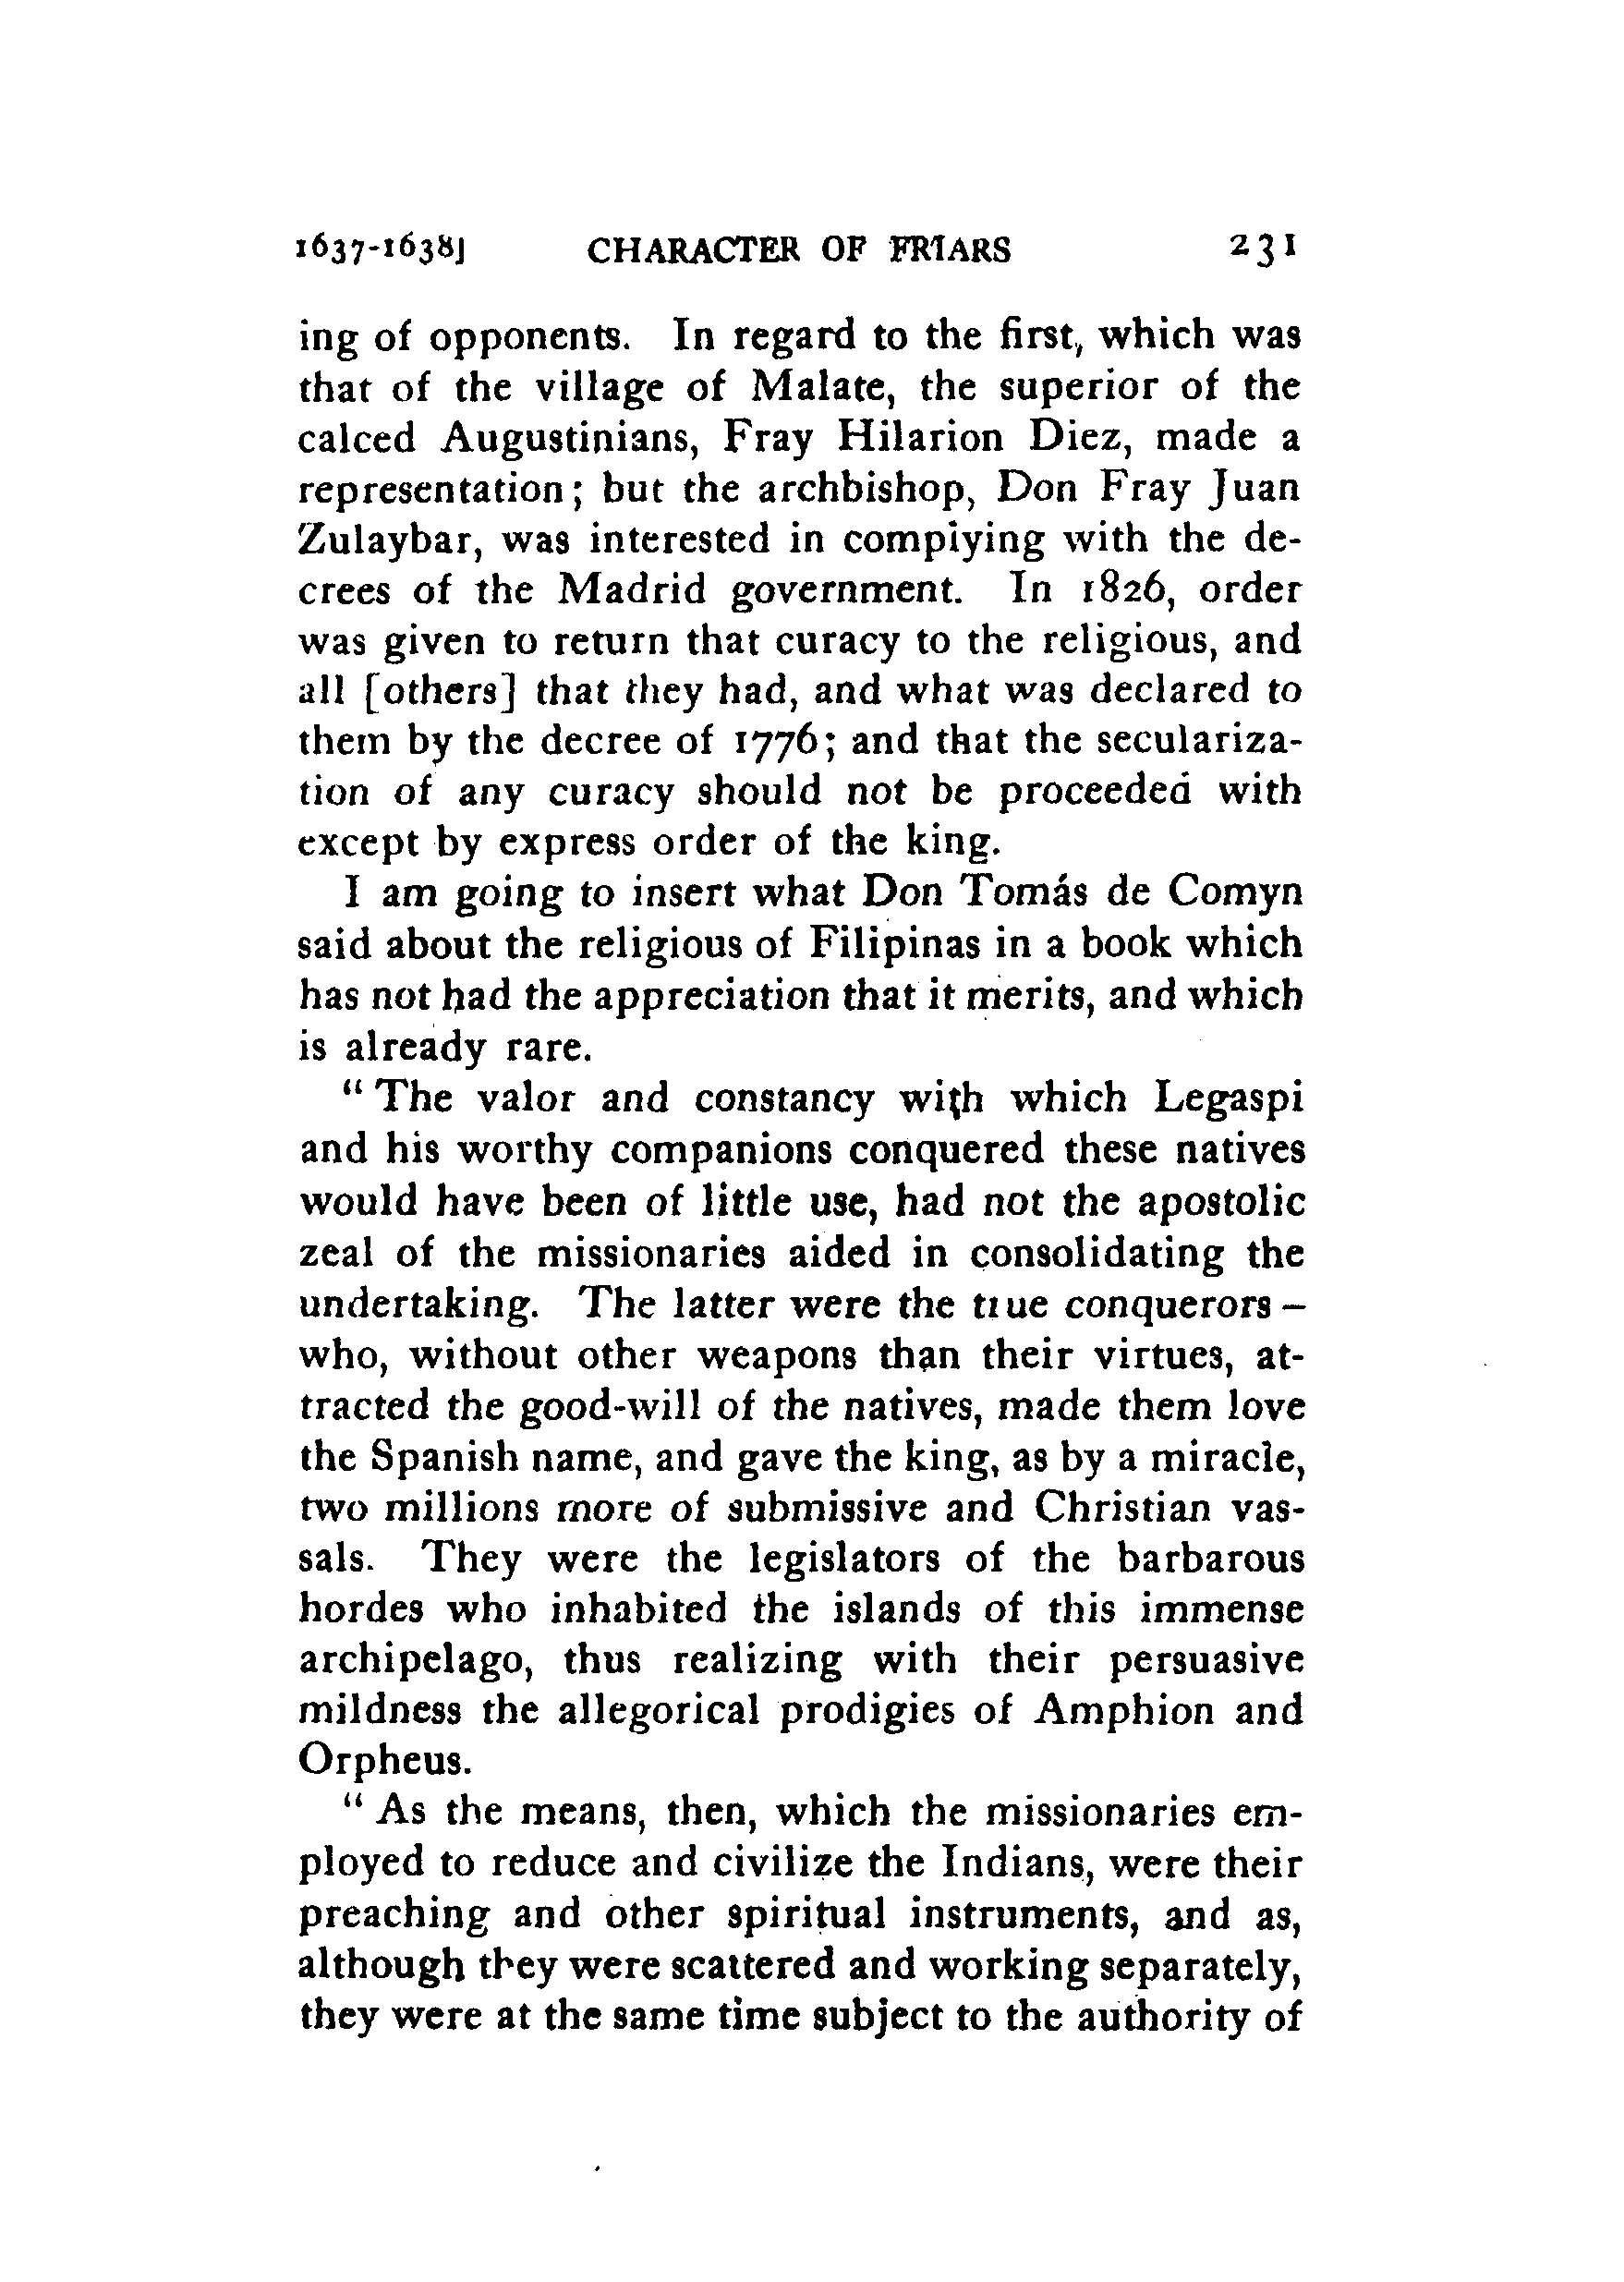 1637-1638] CHARACTER OF FRIARS 231
ing of opponents. In regard to the first, which was
that of the village of Malate, the superior of the
calced Augustinians, Fray Hilarion Diez, made a
representation; but the archbishop, Don Fray Juan
Zulaybar, was interested in complying with the de-
crees of the Madrid government. In 1826, order
was given to return that curacy to the religious, and
all [others] that they had, and what was declared to
them by the decree of 1776; and that the seculariza-
tion of any curacy should not be proceeded with
except by express order of the king.
I am going to insert what Don Tomás de Comyn
said about the religious of Filipinas in a book which
has not had the appreciation that it merits, and which
is already rare.
“ The valor and constancy with which Legaspi
and his worthy companions conquered these natives
would have been of little use, had not the apostolic
zeal of the missionaries aided in consolidating the
undertaking. The latter were the true conquerors –
who, without other weapons than their virtues, at-
tracted the good-will of the natives, made them love
the Spanish name, and gave the king, as by a miracle,
two millions more of submissive and Christian vas-
sals. They were the legislators of the barbarous
hordes who inhabited the islands of this immense
archipelago, thus realizing with their persuasive
mildness the allegorical prodigies of Amphion and
Orpheus.
“ As the means, then, which the missionaries em-
ployed to reduce and civilize the Indians, were their
preaching and other spiritual instruments, and as,
although they were scattered and working separately,
they were at the same time subject to the authority of